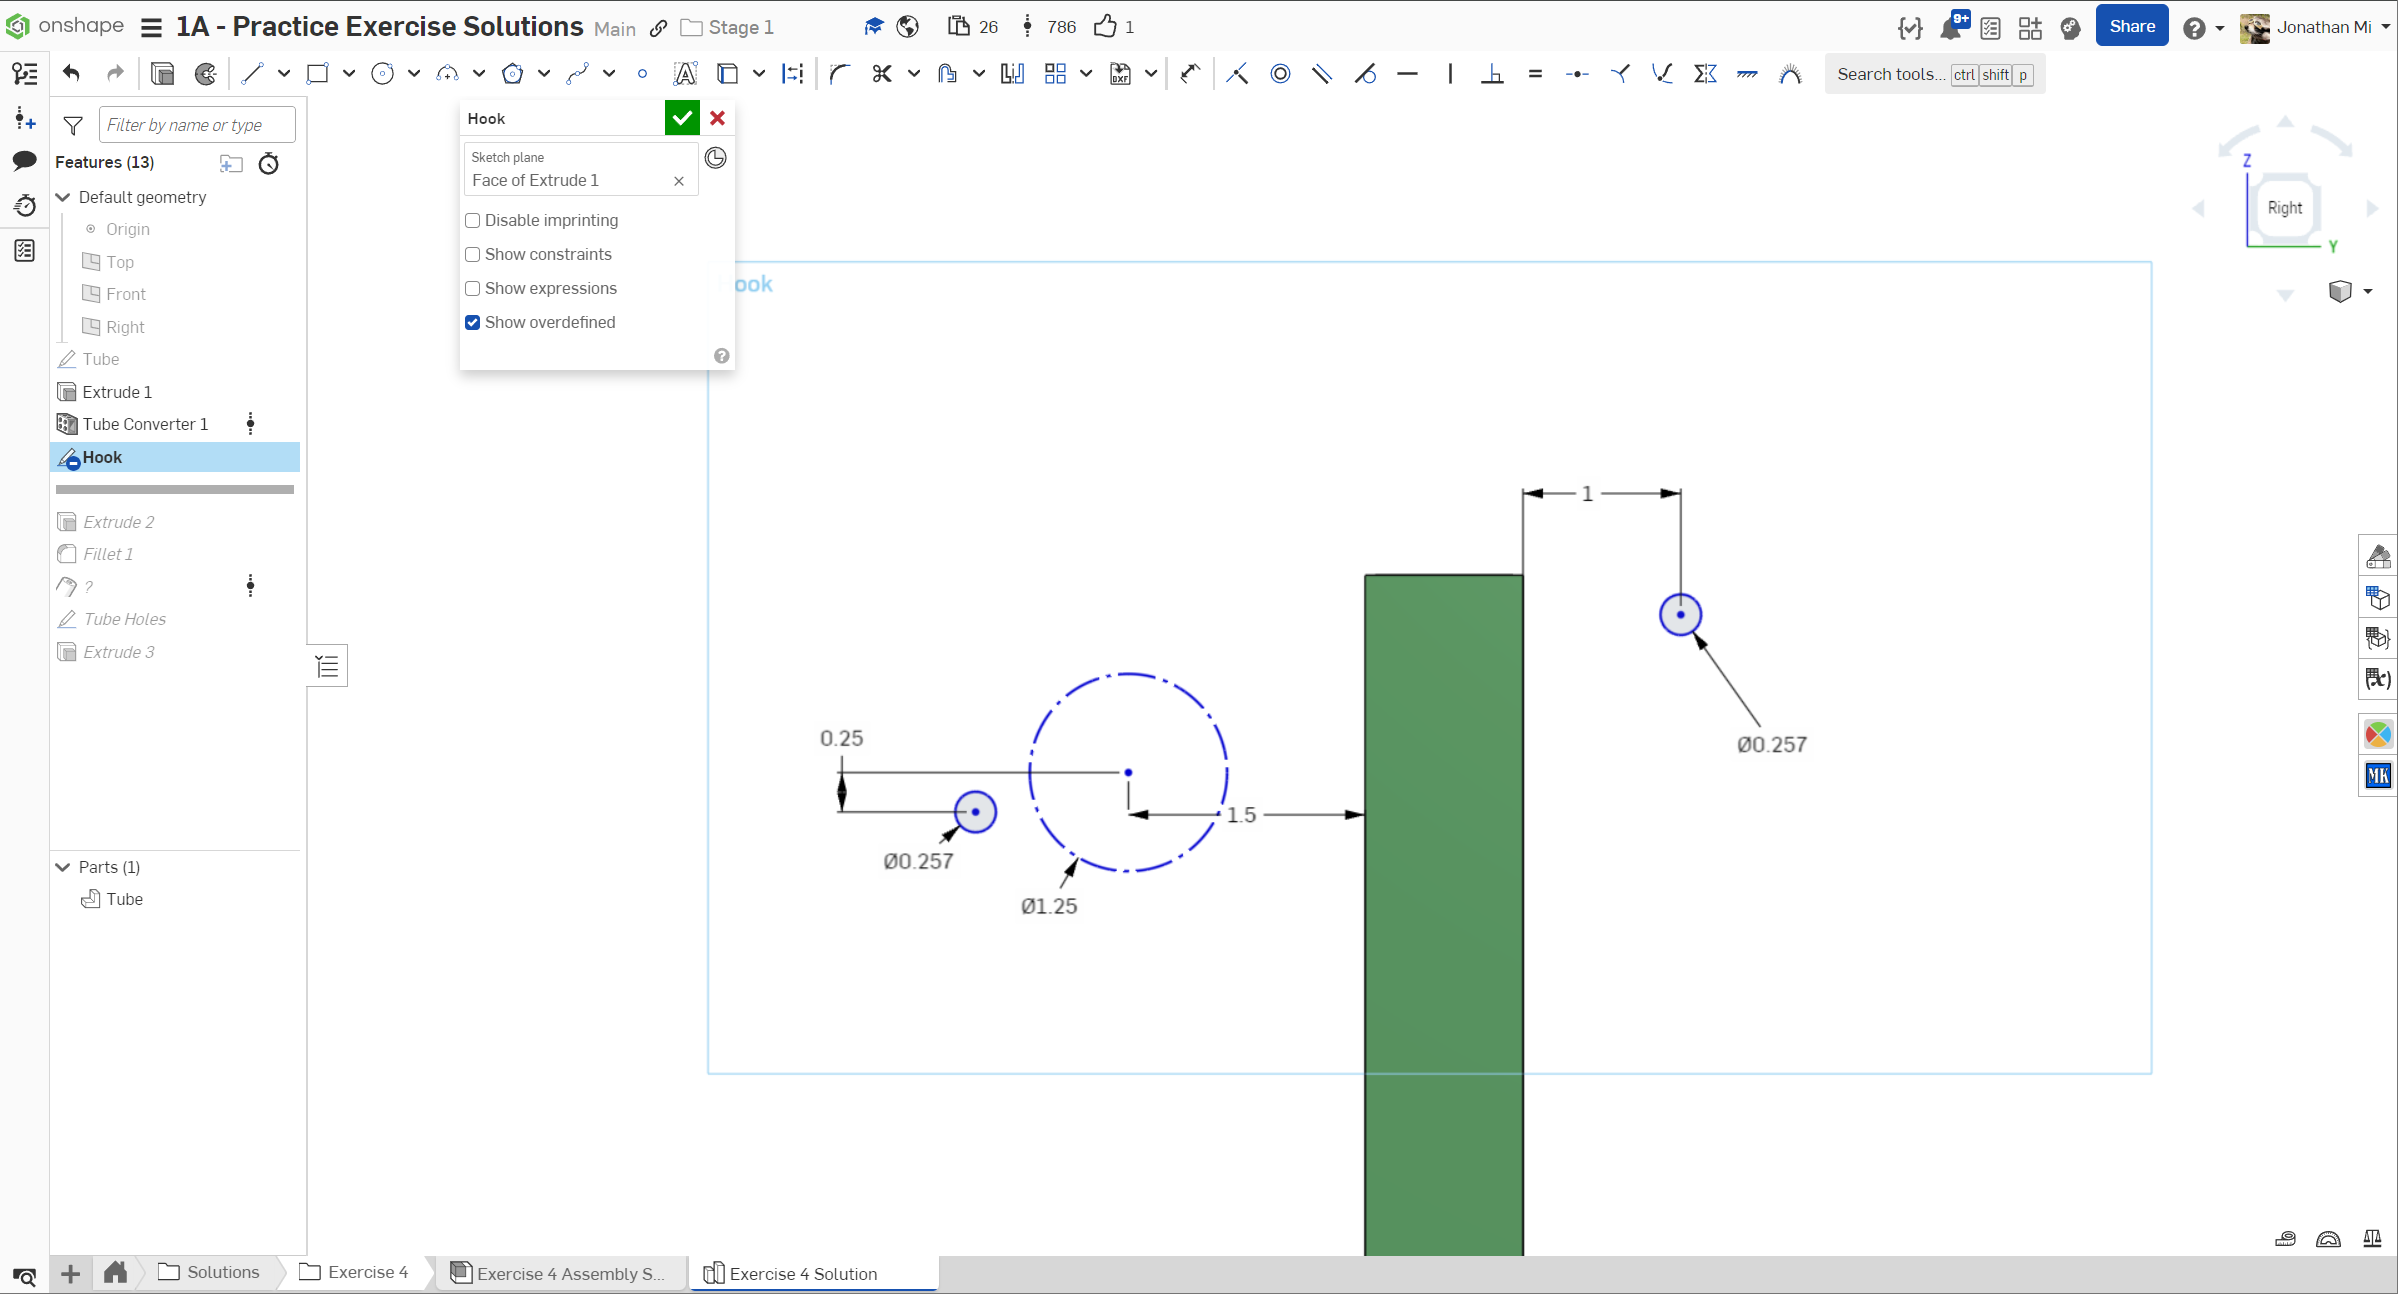 onshape 1A - Practice Exercise Solutions Main Stage 1 26 786 1 9+ Share Jonathan Mi
Search tools... ctrl shift p
Filter by name or type
Features (13)
Default geometry
Origin
Top
Front
Right
Tube
Extrude 1
Tube Converter 1
Hook
Extrude 2
Fillet 1
?
Tube Holes
Extrude 3
Parts (1)
Tube
Hook
Sketch plane
Face of Extrude 1
Disable imprinting
Show constraints
Show expressions
Show overdefined
ook
Z
Right
Y
1
Ø0.257
0.25
1.5
Ø0.257
Ø1.25
(x)
MK
Solutions
Exercise 4
Exercise 4 Assembly S...
Exercise 4 Solution